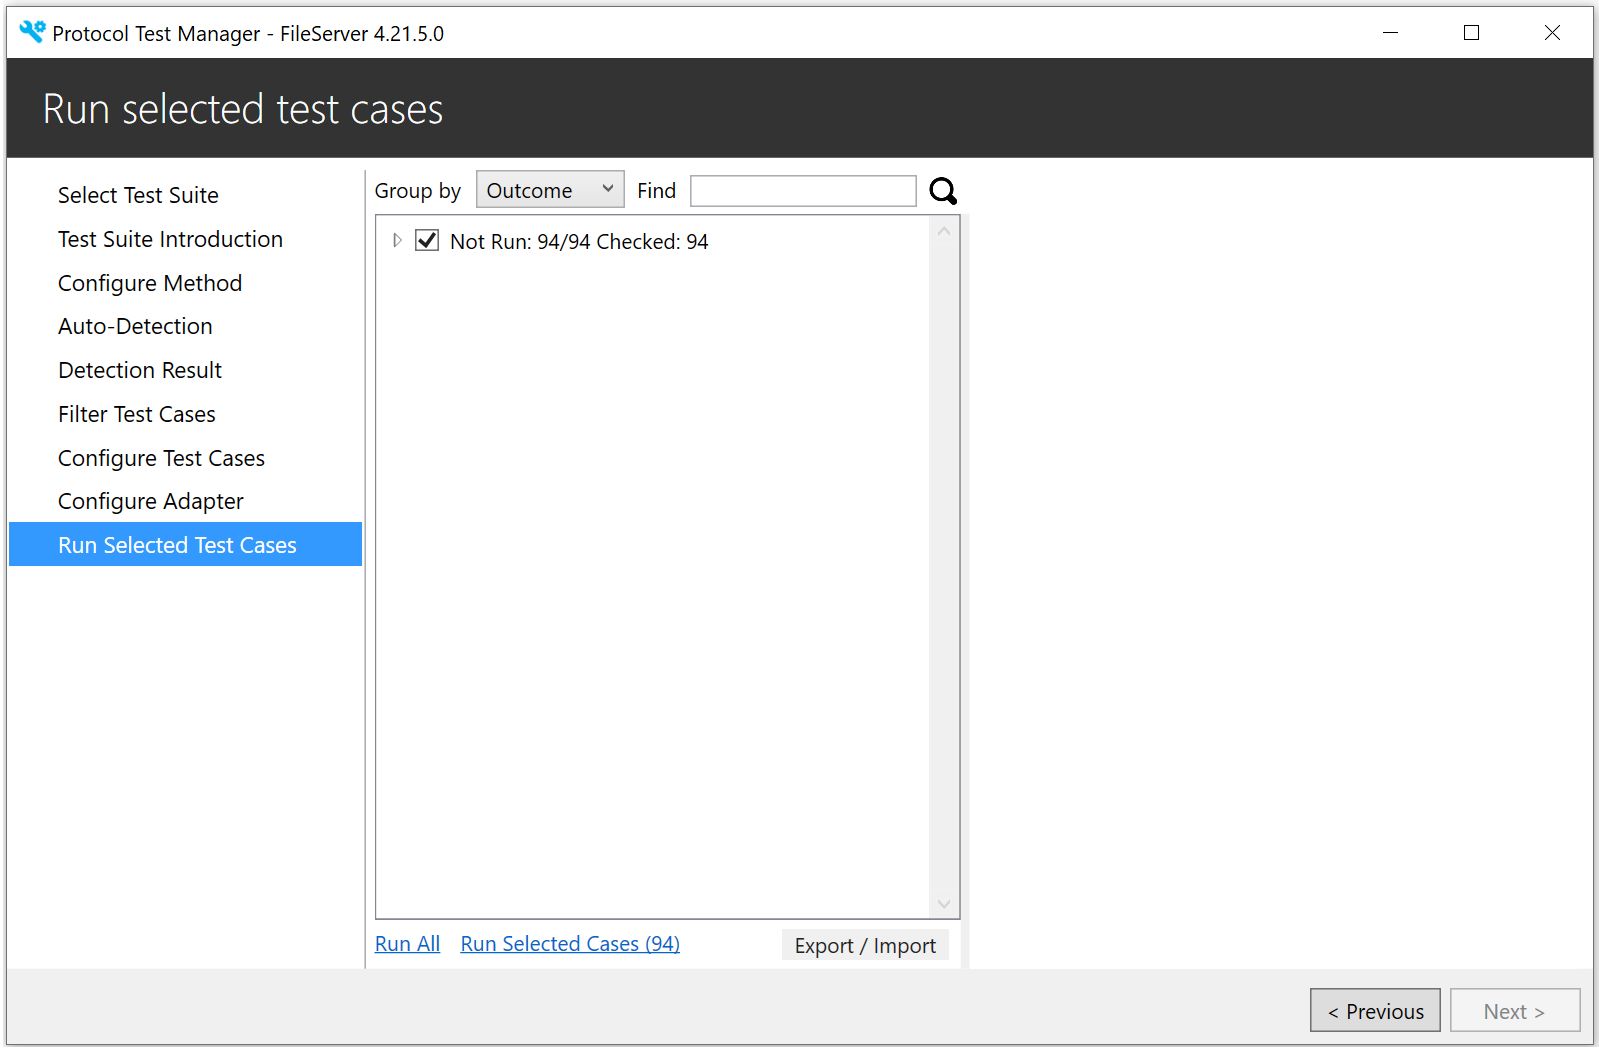 Protocol Test Manager - FileServer 4.21.5.0
Run selected test cases
Select Test Suite
Test Suite Introduction
Configure Method
Auto-Detection
Detection Result
Filter Test Cases
Configure Test Cases
Configure Adapter
Run Selected Test Cases
Group by Outcome Find
Not Run: 94/94 Checked: 94
Run All Run Selected Cases (94) Export / Import
< Previous Next >